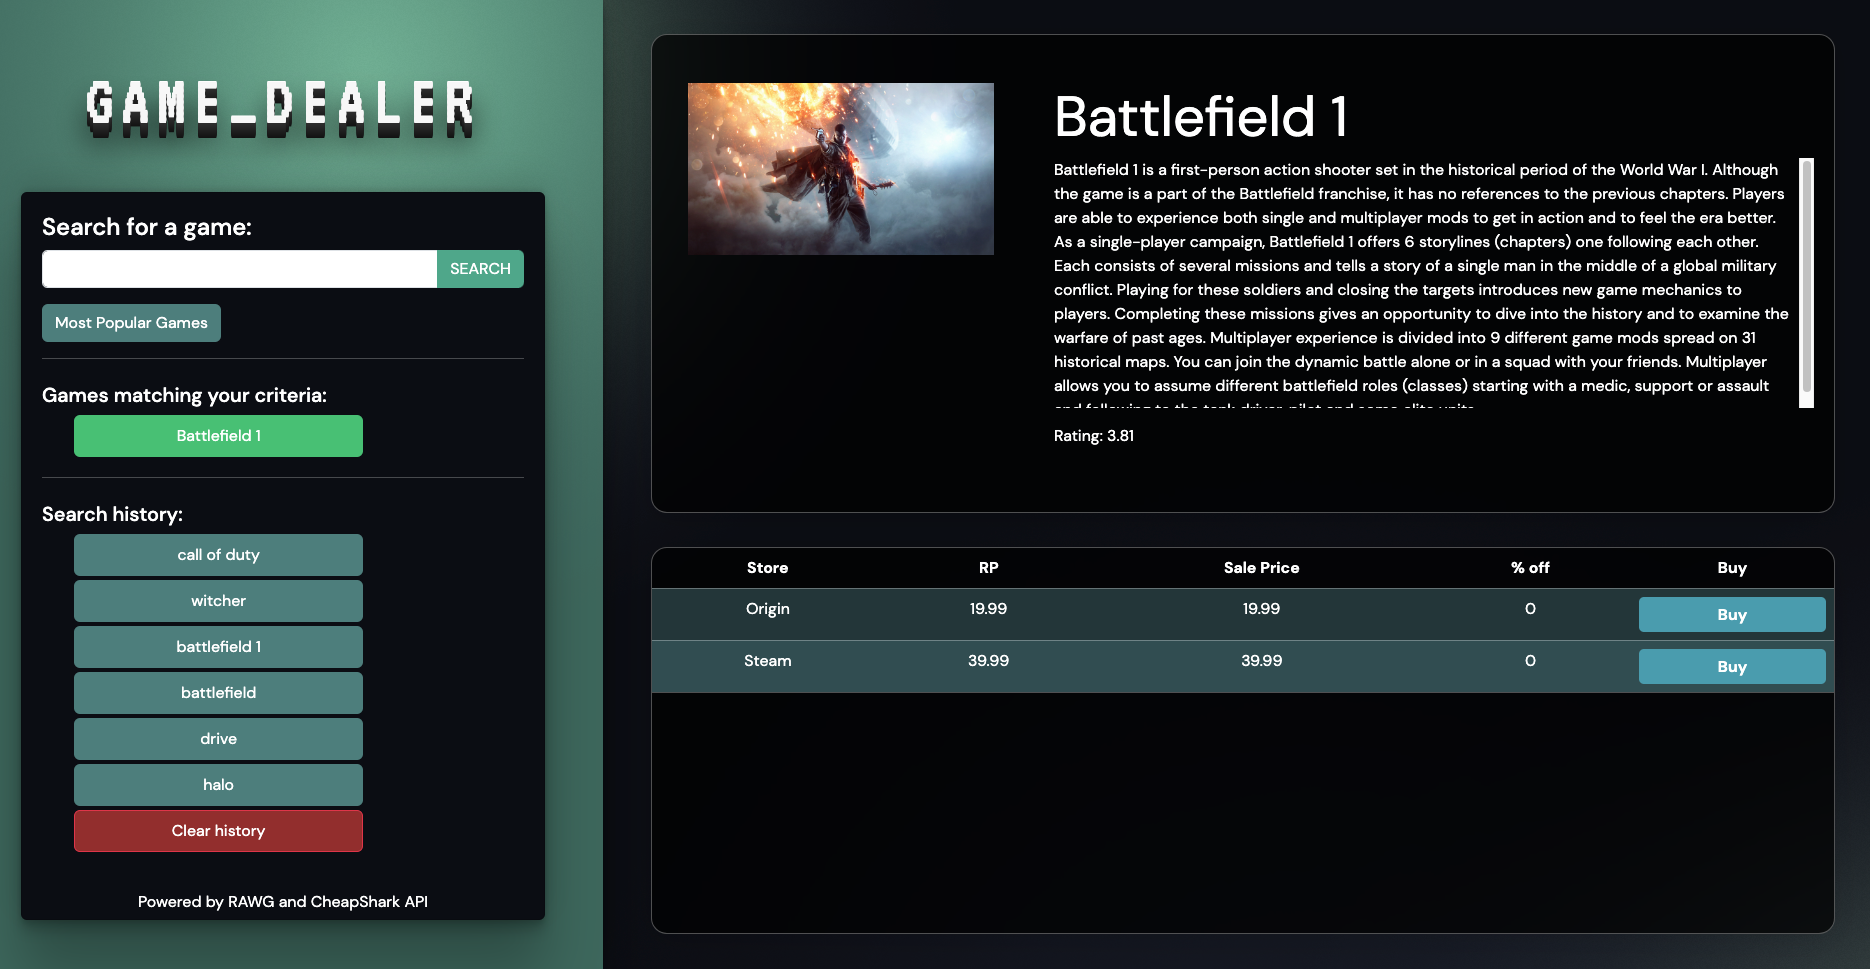 GAME_DEALER
Search for a game:
SEARCH
Most Popular Games
Games matching your criteria:
Battlefield 1
Search history:
call of duty
witcher
battlefield 1
battlefield
drive
halo
Clear history
Powered by RAWG and CheapShark API
Battlefield 1
Battlefield 1 is a first-person action shooter set in the historical period of the World War I. Although
the game is a part of the Battlefield franchise, it has no references to the previous chapters. Players
are able to experience both single and multiplayer mods to get in action and to feel the era better.
As a single-player campaign, Battlefield 1 offers 6 storylines (chapters) one following each other.
Each consists of several missions and tells a story of a single man in the middle of a global military
conflict. Playing for these soldiers and closing the targets introduces new game mechanics to
players. Completing these missions gives an opportunity to dive into the history and to examine the
warfare of past ages. Multiplayer experience is divided into 9 different game mods spread on 31
historical maps. You can join the dynamic battle alone or in a squad with your friends. Multiplayer
allows you to assume different battlefield roles (classes) starting with a medic, support or assault
and following to the tank driver, pilot and some elite units.
Rating: 3.81
Store RP Sale Price % off Buy
Origin 19.99 19.99 0 Buy
Steam 39.99 39.99 0 Buy